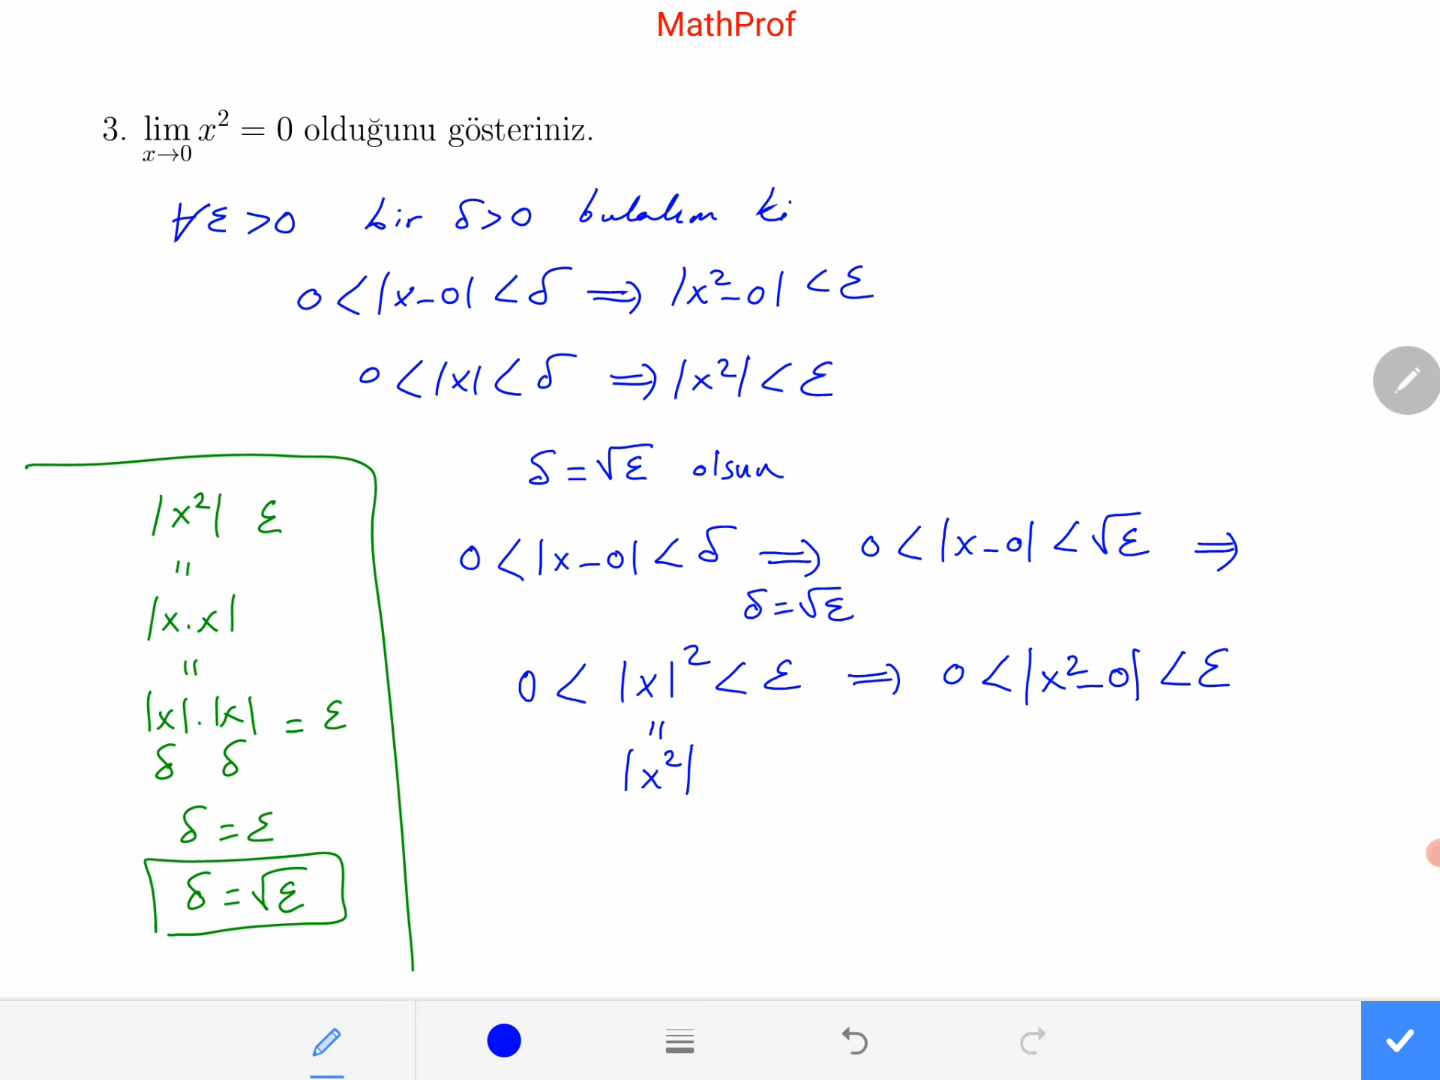 MathProf
3. lim x→0 x² = 0 olduğunu gösteriniz.
∀ε>0 bir δ>0 bulalım ki
0<|x-0|<δ ⇒ |x²-0|<ε
0<|x|<δ ⇒ |x²|<ε
δ=√ε olsun
0<|x-0|<δ ⇒ 0<|x-0|<√ε ⇒
δ=√ε
0<|x|²<ε ⇒ 0<|x²-0|<ε
=
|x²|
|x²| ε
=
|x.x|
=
|x|.|x| = ε
δ δ
δ=ε
δ=√ε